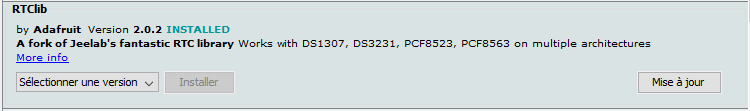 RTClib
by Adafruit Version 2.0.2 INSTALLED
A fork of Jeelab's fantastic RTC library Works with DS1307, DS3231, PCF8523, PCF8563 on multiple architectures
More info
Sélectionner une version Installer Mise à jour